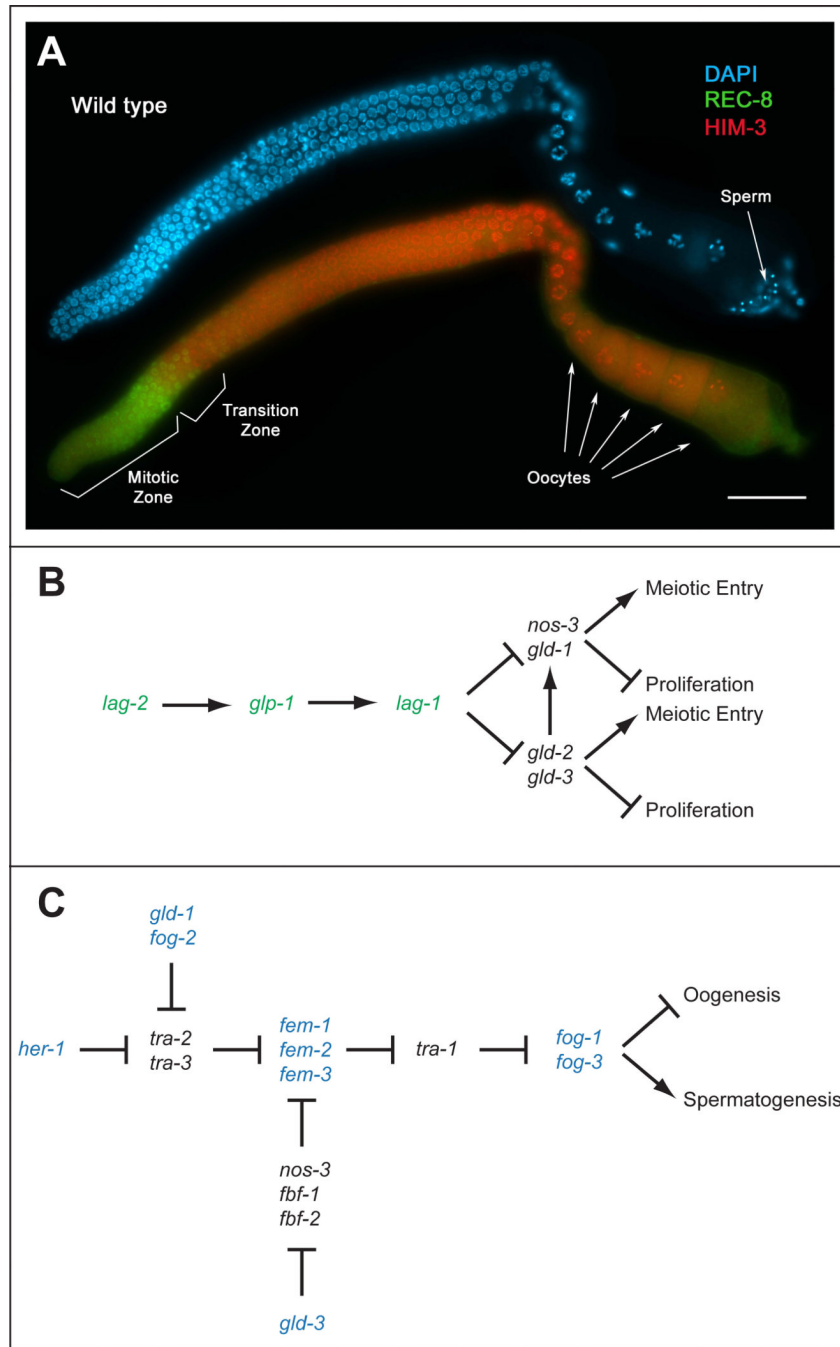 A
Wild type
DAPI
REC-8
HIM-3
Sperm
Transition
Zone
Mitotic
Zone
Oocytes
B
lag-2
glp-1
lag-1
nos-3
gld-1
gld-2
gld-3
Meiotic Entry
Proliferation
Meiotic Entry
Proliferation
C
gld-1
fog-2
her-1
tra-2
tra-3
fem-1
fem-2
fem-3
tra-1
fog-1
fog-3
Oogenesis
Spermatogenesis
nos-3
fbf-1
fbf-2
gld-3